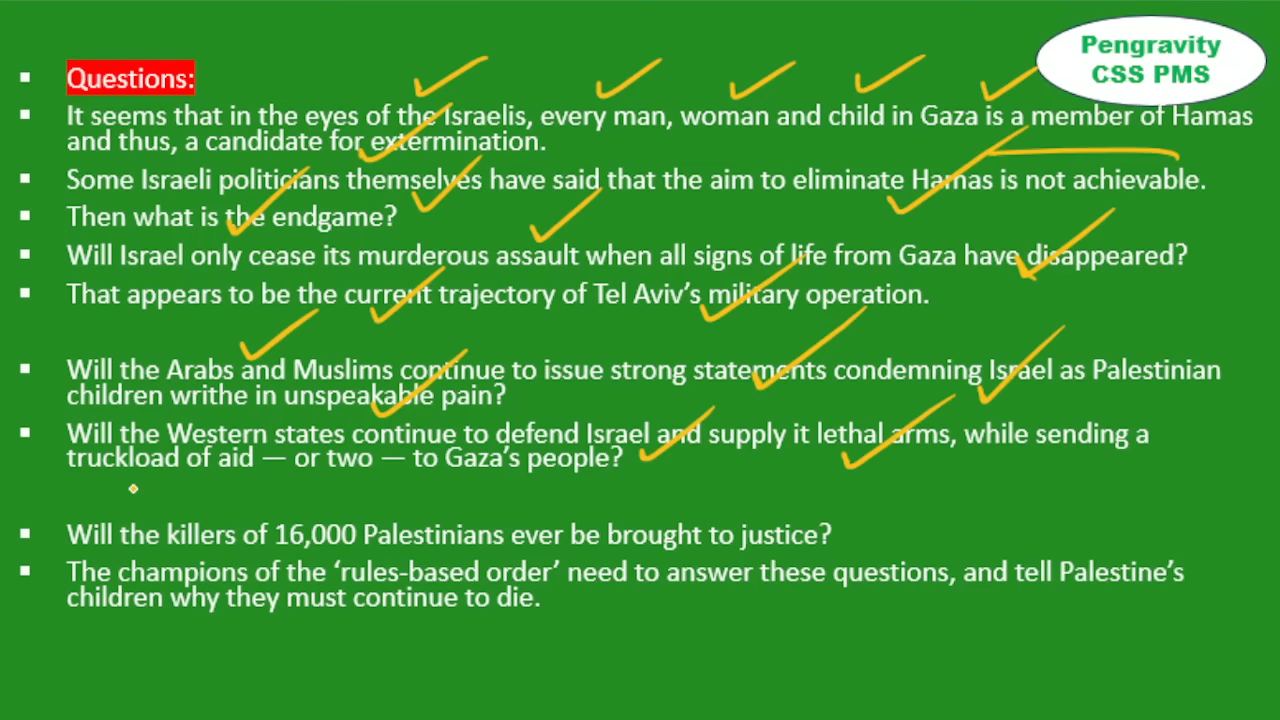 Pengravity
CSS PMS
▪ Questions:
▪ It seems that in the eyes of the Israelis, every man, woman and child in Gaza is a member of Hamas
and thus, a candidate for extermination.
▪ Some Israeli politicians themselves have said that the aim to eliminate Hamas is not achievable.
▪ Then what is the endgame?
▪ Will Israel only cease its murderous assault when all signs of life from Gaza have disappeared?
▪ That appears to be the current trajectory of Tel Aviv’s military operation.
▪ Will the Arabs and Muslims continue to issue strong statements condemning Israel as Palestinian
children writhe in unspeakable pain?
▪ Will the Western states continue to defend Israel and supply it lethal arms, while sending a
truckload of aid — or two — to Gaza’s people?
▪ Will the killers of 16,000 Palestinians ever be brought to justice?
▪ The champions of the ‘rules-based order’ need to answer these questions, and tell Palestine’s
children why they must continue to die.